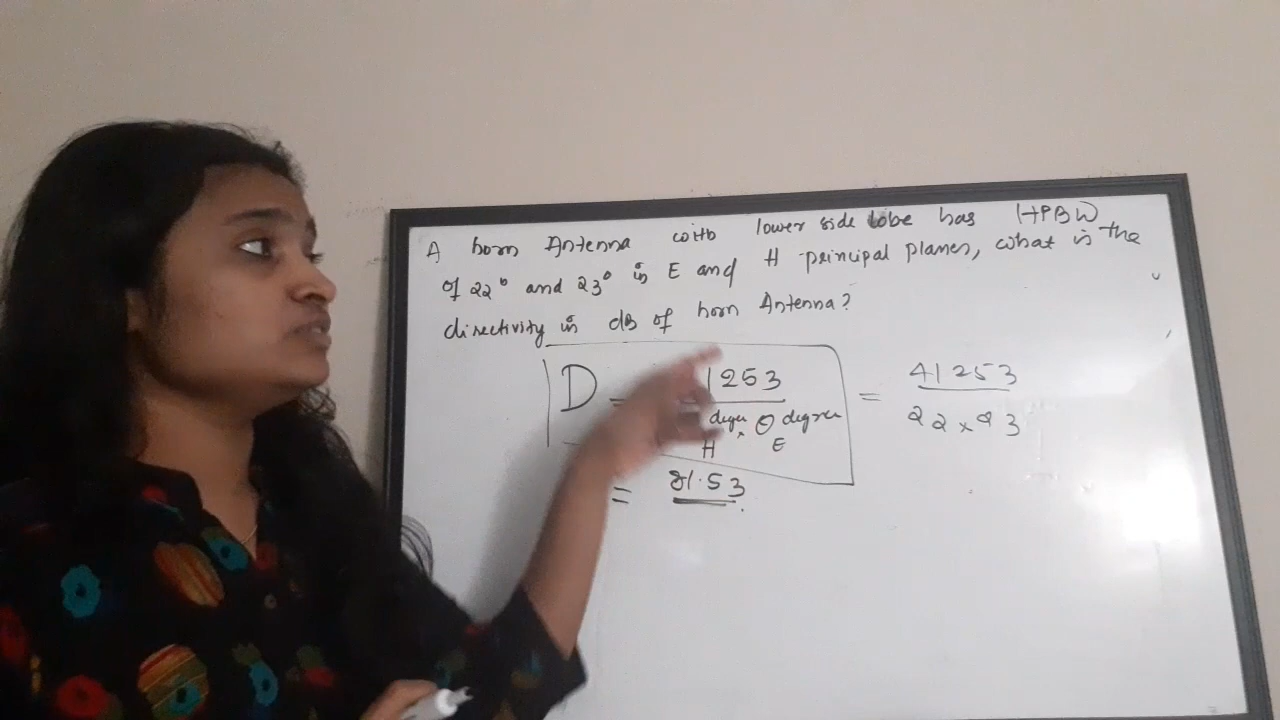 A horn Antenna with lower side lobe has HPBW
of 22° and 23° in E and H principal planes, what is the
directivity in dB of horn Antenna?
D = 1253 = 41253
degree × θ degree 22 × 23
H E
= 81.53